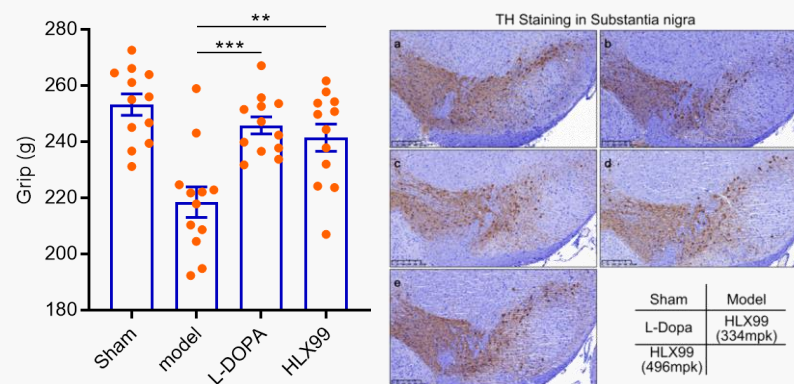 TH Staining in Substantia nigra
**
***
280
260
240
220
200
180
Grip (g)
Sham
model
L-DOPA
HLX99
a
b
c
d
e
Sham Model
L-Dopa HLX99
(334mpk)
HLX99
(496mpk)